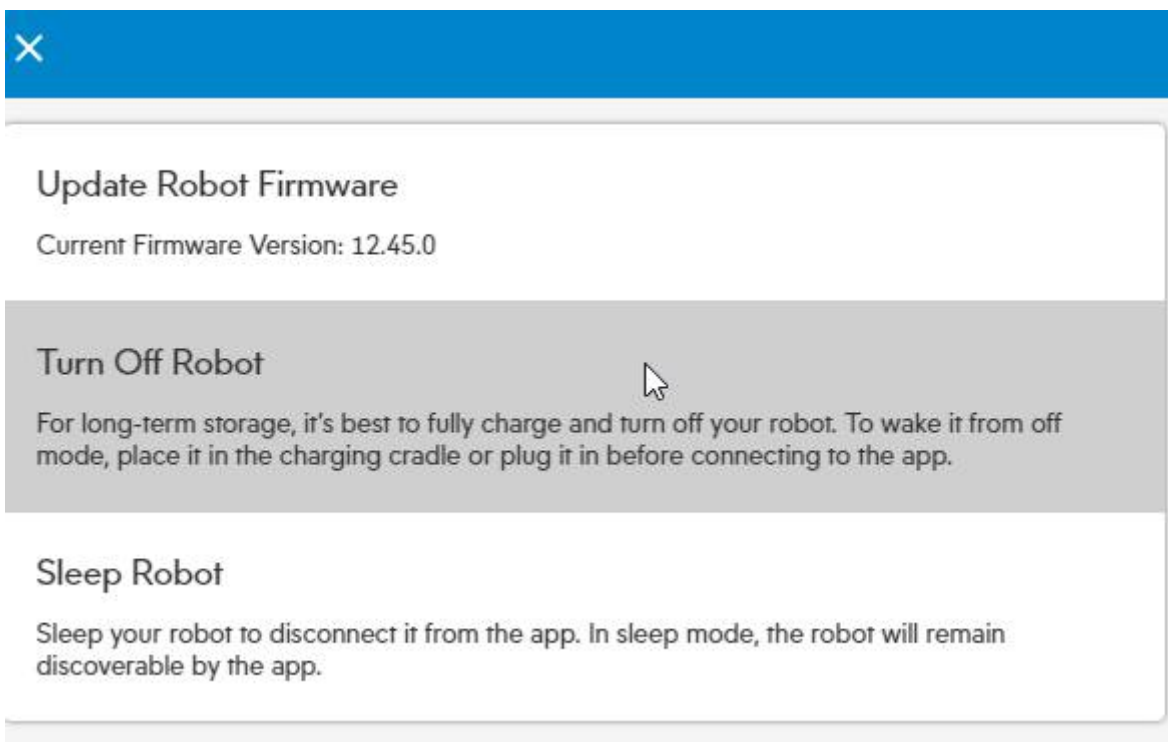 Update Robot Firmware
Current Firmware Version: 12.45.0
Turn Off Robot
For long-term storage, it's best to fully charge and turn off your robot. To wake it from off
mode, place it in the charging cradle or plug it in before connecting to the app.
Sleep Robot
Sleep your robot to disconnect it from the app. In sleep mode, the robot will remain
discoverable by the app.